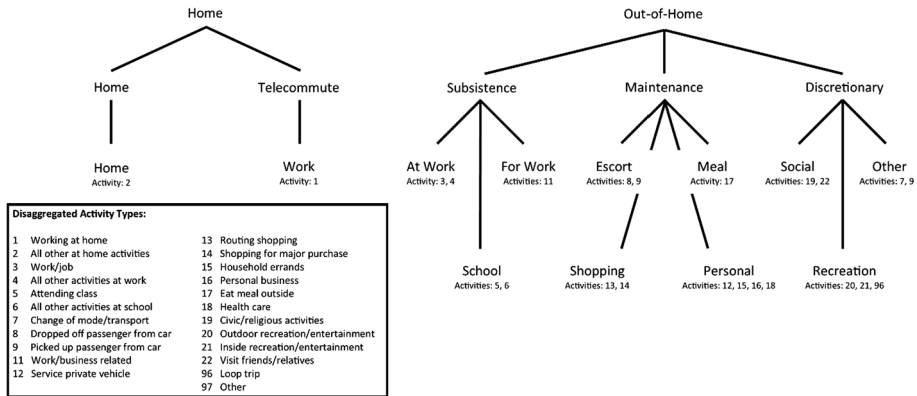 Home
Out-of-Home
Home
Telecommute
Subsistence
Maintenance
Discretionary
Home
Activity: 2
Work
Activity: 1
At Work
Activity: 3, 4
For Work
Activities: 11
Escort
Activities: 8, 9
Meal
Activity: 17
Social
Activities: 19, 22
Other
Activities: 7, 9
School
Activities: 5, 6
Shopping
Activities: 13, 14
Personal
Activities: 12, 15, 16, 18
Recreation
Activities: 20, 21, 96
Disaggregated Activity Types:
1 Working at home
2 All other at home activities
3 Work/job
4 All other activities at work
5 Attending class
6 All other activities at school
7 Change of mode/transport
8 Dropped off passenger from car
9 Picked up passenger from car
11 Work/business related
12 Service private vehicle
13 Routing shopping
14 Shopping for major purchase
15 Household errands
16 Personal business
17 Eat meal outside
18 Health care
19 Civic/religious activities
20 Outdoor recreation/entertainment
21 Inside recreation/entertainment
22 Visit friends/relatives
96 Loop trip
97 Other